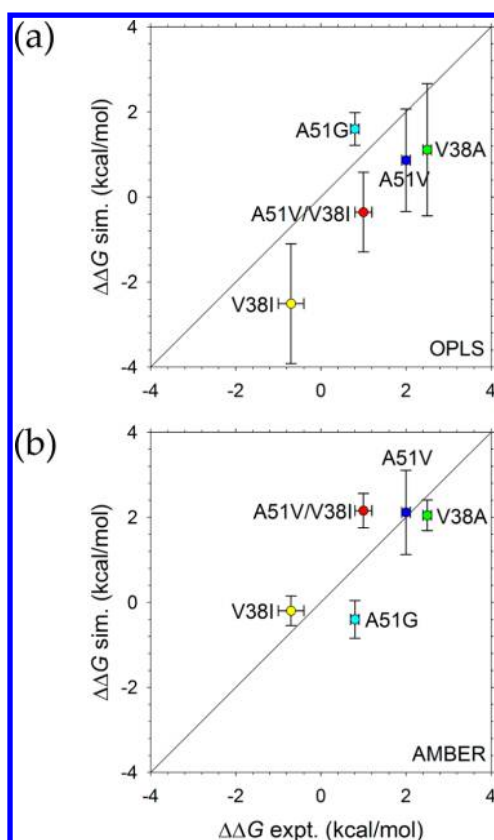 (a)
4
2
0
-2
-4
ΔΔG sim. (kcal/mol)
A51G
V38A
A51V
A51V/V38I
V38I
OPLS
-4 -2 0 2 4
(b)
4
2
0
-2
-4
ΔΔG sim. (kcal/mol)
A51V
A51V/V38I
V38A
V38I
A51G
AMBER
-4 -2 0 2 4
ΔΔG expt. (kcal/mol)